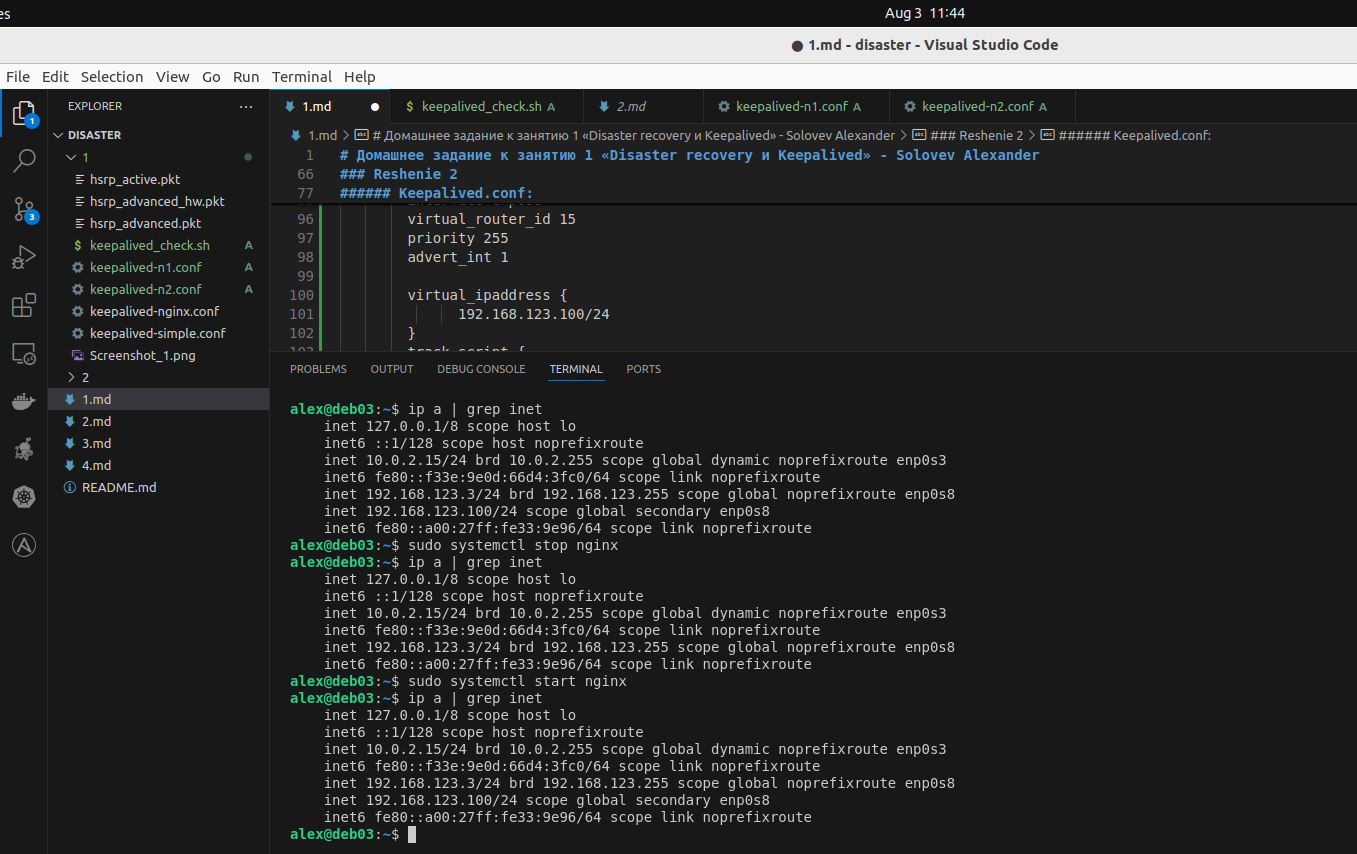 es
Aug 3 11:44
● 1.md - disaster - Visual Studio Code
File Edit Selection View Go Run Terminal Help
EXPLORER ···
1.md ●
$ keepalived_check.sh A
2.md
keepalived-n1.conf A
keepalived-n2.conf A
1
3
DISASTER
1
hsrp_active.pkt
hsrp_advanced_hw.pkt
hsrp_advanced.pkt
$ keepalived_check.sh A
keepalived-n1.conf A
keepalived-n2.conf A
keepalived-nginx.conf
keepalived-simple.conf
Screenshot_1.png
2
1.md
2.md
3.md
4.md
README.md
1.md > # Домашнее задание к занятию 1 «Disaster recovery и Keepalived» - Solovev Alexander > ### Reshenie 2 > ###### Keepalived.conf:
1 # Домашнее задание к занятию 1 «Disaster recovery и Keepalived» - Solovev Alexander
66 ### Reshenie 2
77 ###### Keepalived.conf:
96 virtual_router_id 15
97 priority 255
98 advert_int 1
99
100 virtual_ipaddress {
101 192.168.123.100/24
102 }
103 track_script {
PROBLEMS OUTPUT DEBUG CONSOLE TERMINAL PORTS
alex@deb03:~$ ip a | grep inet
inet 127.0.0.1/8 scope host lo
inet6 ::1/128 scope host noprefixroute
inet 10.0.2.15/24 brd 10.0.2.255 scope global dynamic noprefixroute enp0s3
inet6 fe80::f33e:9e0d:66d4:3fc0/64 scope link noprefixroute
inet 192.168.123.3/24 brd 192.168.123.255 scope global noprefixroute enp0s8
inet 192.168.123.100/24 scope global secondary enp0s8
inet6 fe80::a00:27ff:fe33:9e96/64 scope link noprefixroute
alex@deb03:~$ sudo systemctl stop nginx
alex@deb03:~$ ip a | grep inet
inet 127.0.0.1/8 scope host lo
inet6 ::1/128 scope host noprefixroute
inet 10.0.2.15/24 brd 10.0.2.255 scope global dynamic noprefixroute enp0s3
inet6 fe80::f33e:9e0d:66d4:3fc0/64 scope link noprefixroute
inet 192.168.123.3/24 brd 192.168.123.255 scope global noprefixroute enp0s8
inet6 fe80::a00:27ff:fe33:9e96/64 scope link noprefixroute
alex@deb03:~$ sudo systemctl start nginx
alex@deb03:~$ ip a | grep inet
inet 127.0.0.1/8 scope host lo
inet6 ::1/128 scope host noprefixroute
inet 10.0.2.15/24 brd 10.0.2.255 scope global dynamic noprefixroute enp0s3
inet6 fe80::f33e:9e0d:66d4:3fc0/64 scope link noprefixroute
inet 192.168.123.3/24 brd 192.168.123.255 scope global noprefixroute enp0s8
inet 192.168.123.100/24 scope global secondary enp0s8
inet6 fe80::a00:27ff:fe33:9e96/64 scope link noprefixroute
alex@deb03:~$